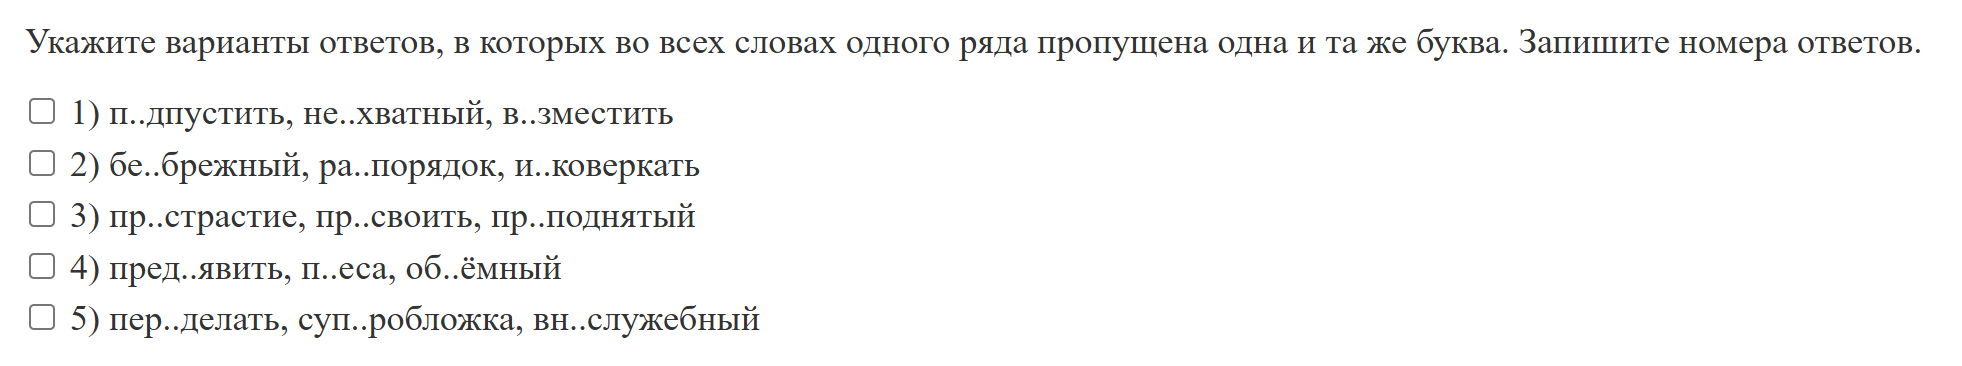 Укажите варианты ответов, в которых во всех словах одного ряда пропущена одна и та же буква. Запишите номера ответов.
1) п..дпустить, не..хватный, в..зместить
2) бе..брежный, ра..порядок, и..коверкать
3) пр..страстие, пр..своить, пр..поднятый
4) пред..явить, п..еса, об..ёмный
5) пер..делать, суп..робложка, вн..служебный